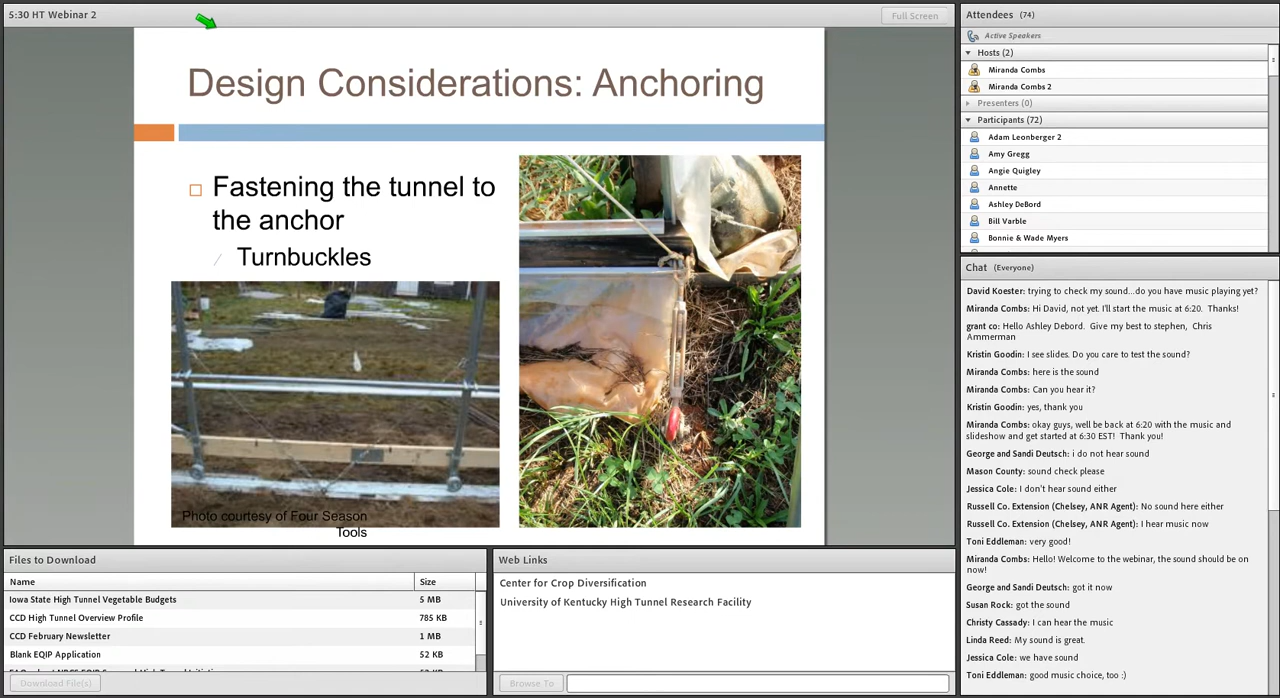 5:30 HT Webinar 2
Full Screen
Design Considerations: Anchoring
Fastening the tunnel to
the anchor
Turnbuckles
Photo courtesy of Four Season
Tools
Files to Download
Name Size
Iowa State High Tunnel Vegetable Budgets 5 MB
CCD High Tunnel Overview Profile 785 KB
CCD February Newsletter 1 MB
Blank EQIP Application 52 KB
Download File(s)
Web Links
Center for Crop Diversification
University of Kentucky High Tunnel Research Facility
Browse To
Attendees (74)
Active Speakers
Hosts (2)
Miranda Combs
Miranda Combs 2
Presenters (0)
Participants (72)
Adam Leonberger 2
Amy Gregg
Angie Quigley
Annette
Ashley DeBord
Bill Varble
Bonnie & Wade Myers
Chat (Everyone)
David Koester: trying to check my sound...do you have music playing yet?
Miranda Combs: Hi David, not yet. I'll start the music at 6:20. Thanks!
grant co: Hello Ashley Debord. Give my best to stephen, Chris
Ammerman
Kristin Goodin: I see slides. Do you care to test the sound?
Miranda Combs: here is the sound
Miranda Combs: Can you hear it?
Kristin Goodin: yes, thank you
Miranda Combs: okay guys, well be back at 6:20 with the music and
slideshow and get started at 6:30 EST! Thank you!
George and Sandi Deutsch: i do not hear sound
Mason County: sound check please
Jessica Cole: I don't hear sound either
Russell Co. Extension (Chelsey, ANR Agent): No sound here either
Russell Co. Extension (Chelsey, ANR Agent): I hear music now
Toni Eddleman: very good!
Miranda Combs: Hello! Welcome to the webinar, the sound should be on
now!
George and Sandi Deutsch: got it now
Susan Rock: got the sound
Christy Cassady: I can hear the music
Linda Reed: My sound is great.
Jessica Cole: we have sound
Toni Eddleman: good music choice, too :)